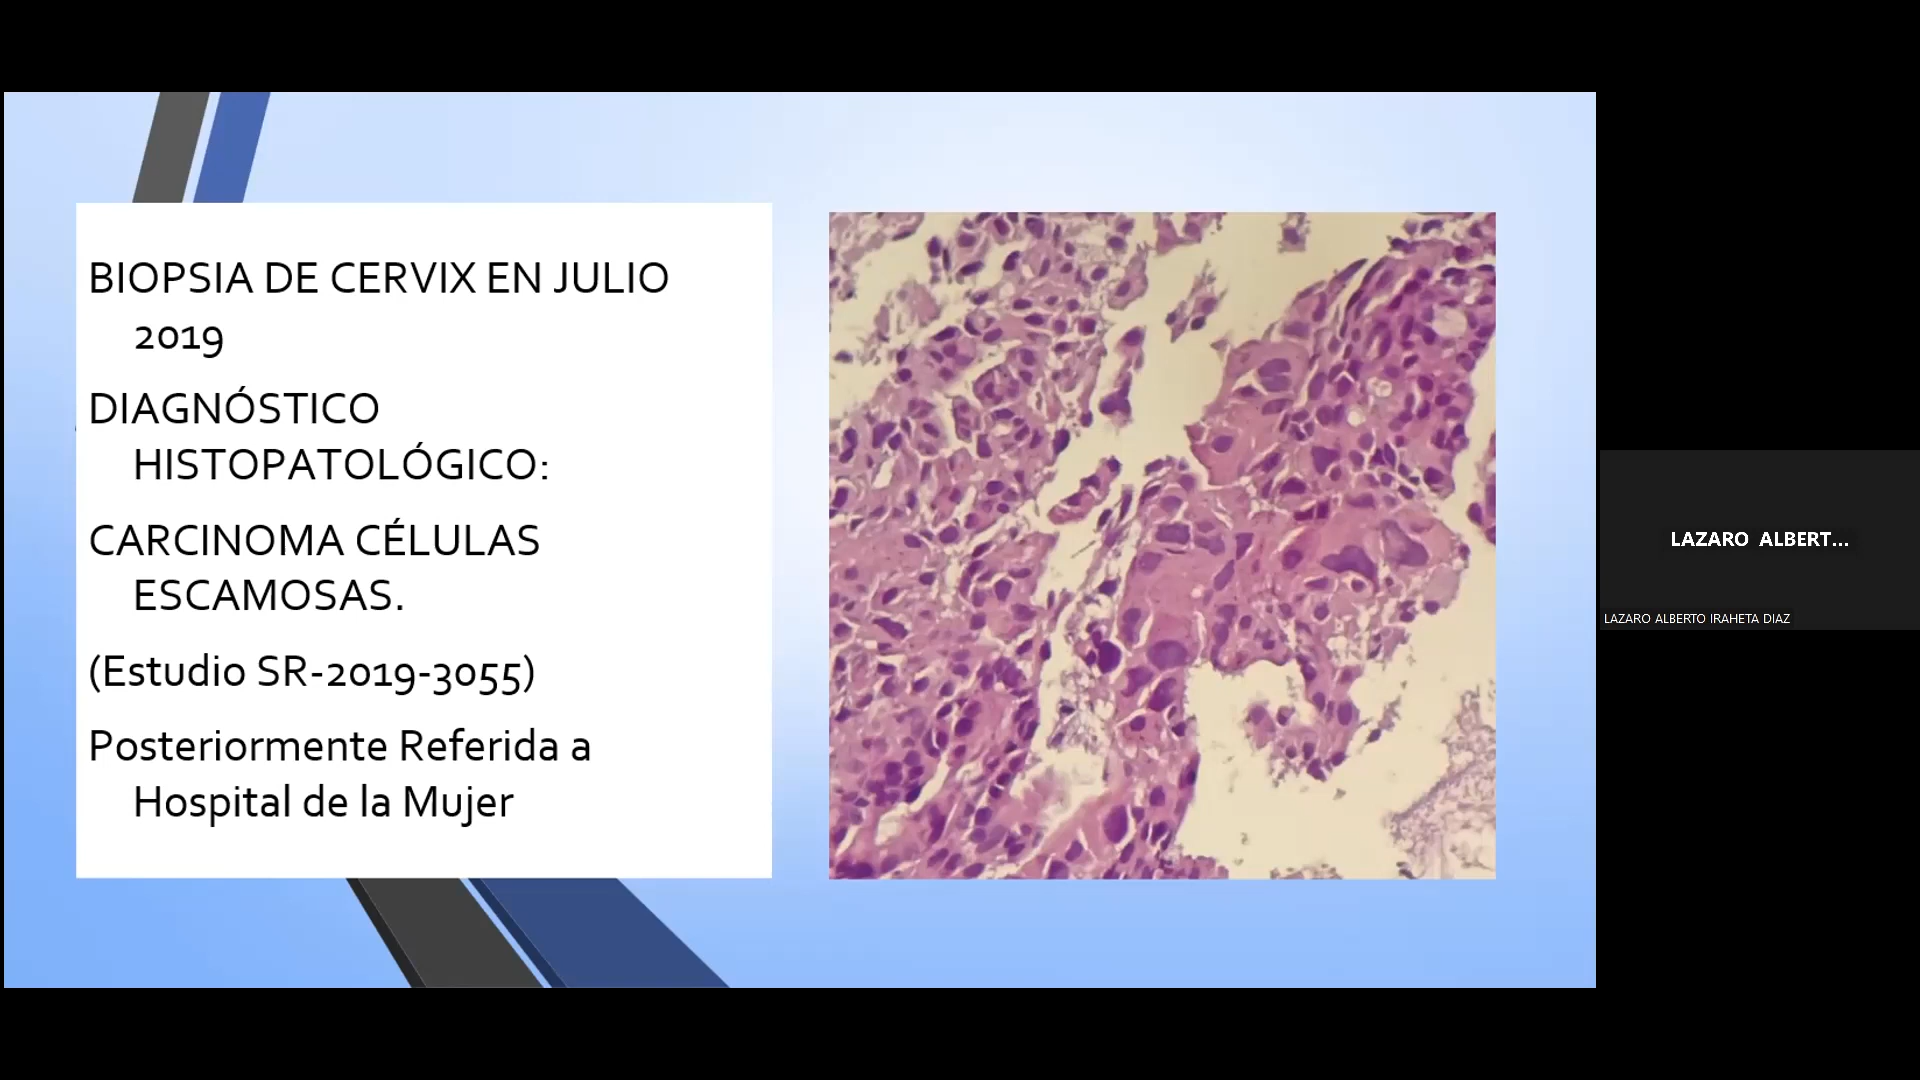 BIOPSIA DE CERVIX EN JULIO
2019
DIAGNÓSTICO
HISTOPATOLÓGICO:
CARCINOMA CÉLULAS
ESCAMOSAS.
(Estudio SR-2019-3055)
Posteriormente Referida a
Hospital de la Mujer
LAZARO ALBERT...
LAZARO ALBERTO IRAHETA DIAZ